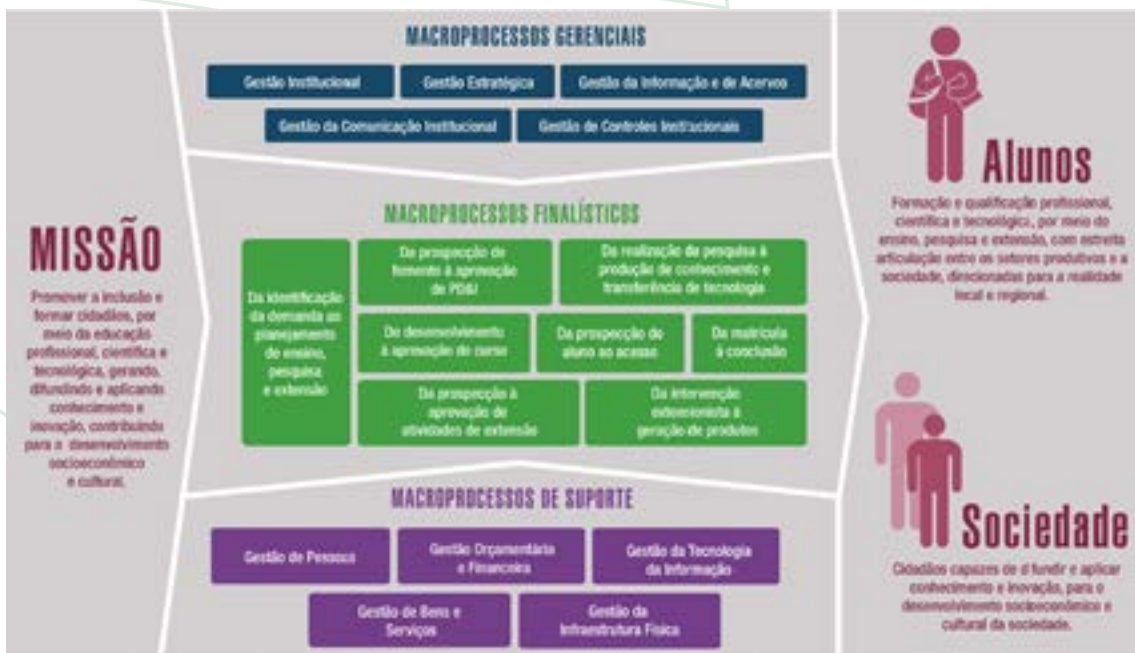 MACROPROCESSOS GERENCIAIS
Gestão Institucional
Gestão Estratégica
Gestão da Informação e de Acervos
Gestão da Comunicação Institucional
Gestão de Controles Institucionais
MISSÃO
Promover a inclusão e
formar cidadãos, por
meio da educação
profissional, científica e
tecnológica, gerando,
difundindo e aplicando
conhecimento e
inovação, contribuindo
para o desenvolvimento
socioeconômico
e cultural.
MACROPROCESSOS FINALÍSTICOS
Da identificação
da demanda ao
planejamento
de ensino,
pesquisa
e extensão
Da prospecção de
fomento à aprovação
de PD&I
Da realização da pesquisa à
produção de conhecimento e
transferência de tecnologia
De desenvolvimento
à aprovação do curso
Da prospecção do
aluno ao acesso
Da matrícula
à conclusão
Da prospecção à
aprovação de
atividades de extensão
Da intervenção
extensionista à
geração de produtos
MACROPROCESSOS DE SUPORTE
Gestão de Pessoas
Gestão Orçamentária
e Financeira
Gestão da Tecnologia
da Informação
Gestão de Bens e
Serviços
Gestão da
Infraestrutura Física
Alunos
Formação e qualificação profissional,
científica e tecnológica, por meio do
ensino, pesquisa e extensão, com estreita
articulação entre os setores produtivos e a
sociedade, direcionadas para a realidade
local e regional.
Sociedade
Cidadãos capazes de d fundir e aplicar
conhecimento e inovação, para o
desenvolvimento socioeconômico e
cultural da sociedade.